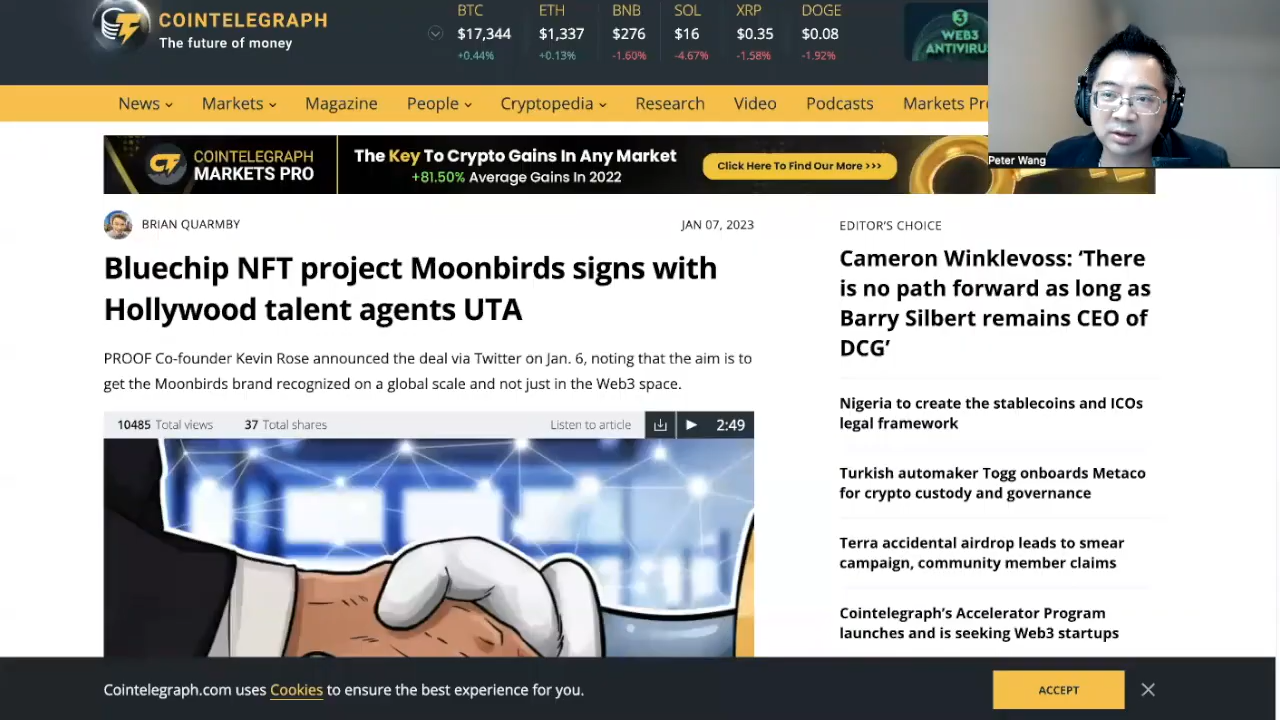 COINTELEGRAPH
The future of money
BTC ETH BNB SOL XRP DOGE
$17,344 $1,337 $276 $16 $0.35 $0.08
+0.44% +0.13% -1.60% -4.67% -1.58% -1.92%
WEB3
ANTIVIRUS
News Markets Magazine People Cryptopedia Research Video Podcasts Markets Pr
Peter Wang
COINTELEGRAPH
MARKETS PRO
The Key To Crypto Gains In Any Market
+81.50% Average Gains In 2022
Click Here To Find Our More >>>
BRIAN QUARMBY
JAN 07, 2023
Bluechip NFT project Moonbirds signs with
Hollywood talent agents UTA
PROOF Co-founder Kevin Rose announced the deal via Twitter on Jan. 6, noting that the aim is to
get the Moonbirds brand recognized on a global scale and not just in the Web3 space.
10485 Total views 37 Total shares Listen to article 2:49
EDITOR'S CHOICE
Cameron Winklevoss: ‘There
is no path forward as long as
Barry Silbert remains CEO of
DCG’
Nigeria to create the stablecoins and ICOs
legal framework
Turkish automaker Togg onboards Metaco
for crypto custody and governance
Terra accidental airdrop leads to smear
campaign, community member claims
Cointelegraph’s Accelerator Program
launches and is seeking Web3 startups
Cointelegraph.com uses Cookies to ensure the best experience for you.
ACCEPT